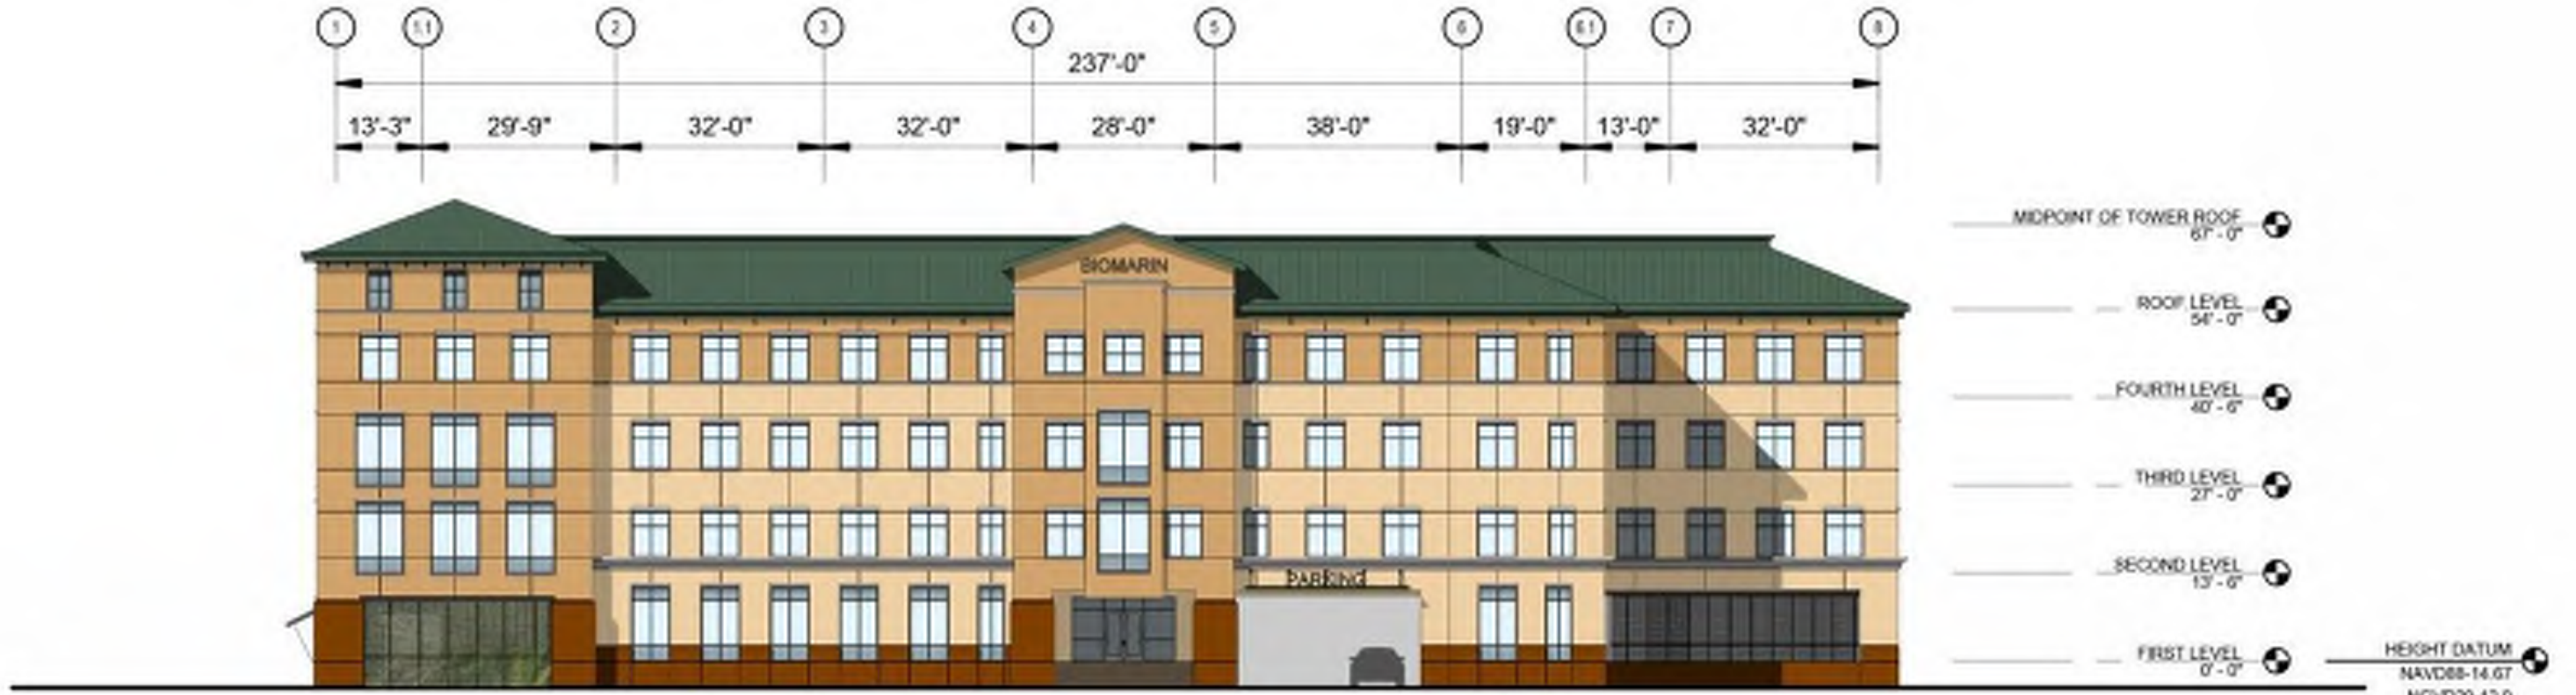 1 1.1 2 3 4 5 6 6.1 7 8
237'-0"
13'-3" 29'-9" 32'-0" 32'-0" 28'-0" 38'-0" 19'-0" 13'-0" 32'-0"
MIDPOINT OF TOWER ROOF
67' - 0"
BIOMARIN
ROOF LEVEL
54' - 0"
FOURTH LEVEL
40' - 6"
THIRD LEVEL
27' - 0"
SECOND LEVEL
13' - 6"
PARKING
FIRST LEVEL
0' - 0"
HEIGHT DATUM
NAVD88-14.67